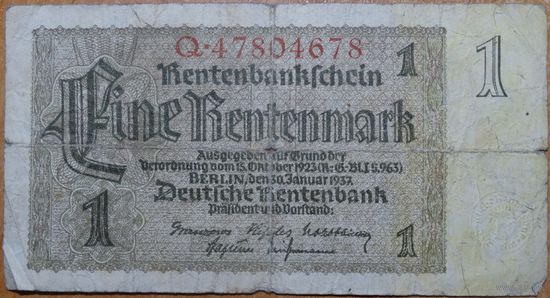 Q·47804678
Rentenbankschein
1
1
Eine Rentenmark
Ausgegeben auf Grund der
Verordnung vom 15. Oktober 1923 (R.-G-Bl.I S.963)
BERLIN, den 30. Januar 1937.
Deutsche Rentenbank
Präsident und Vorstand:
1
1